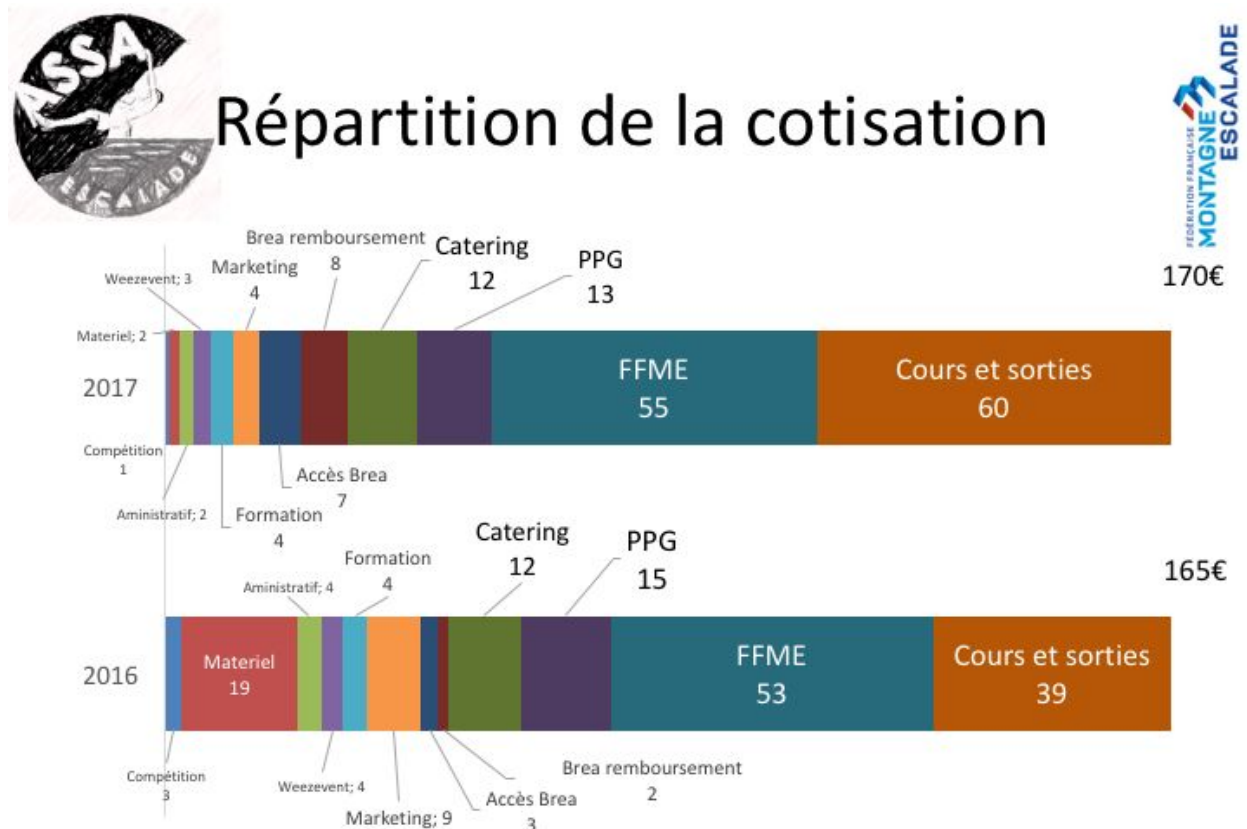 ASSA
ESCALADE
Répartition de la cotisation
FÉDÉRATION FRANÇAISE
MONTAGNE
ESCALADE
Brea remboursement
8
Catering
12
PPG
13
170€
Weezevent; 3
Marketing
4
Materiel; 2
2017
FFME
55
Cours et sorties
60
Compétition
1
Aministratif; 2
Formation
4
Accès Brea
7
Catering
12
PPG
15
165€
Formation
4
Aministratif; 4
2016
Materiel
19
FFME
53
Cours et sorties
39
Compétition
3
Weezevent; 4
Marketing; 9
Accès Brea
3
Brea remboursement
2